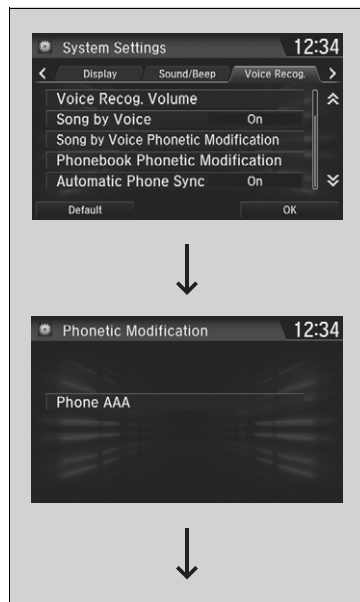 System Settings 12:34
Display Sound/Beep Voice Recog.
Voice Recog. Volume
Song by Voice On
Song by Voice Phonetic Modification
Phonebook Phonetic Modification
Automatic Phone Sync On
Default OK
Phonetic Modification 12:34
Phone AAA